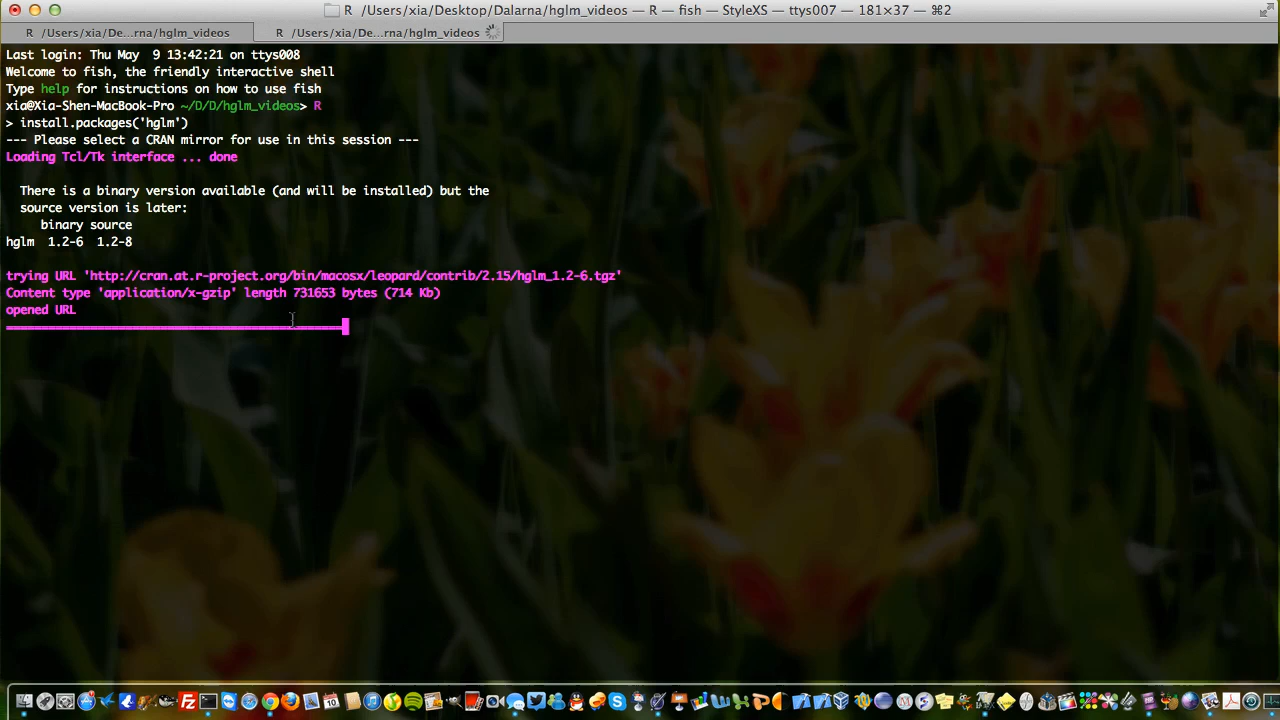 R /Users/xia/Desktop/Dalarna/hglm_videos — R — fish — StyleXS — ttys007 — 181×37 — ⌘2
R /Users/xia/De...rna/hglm_videos
R /Users/xia/De...rna/hglm_videos
Last login: Thu May  9 13:42:21 on ttys008
Welcome to fish, the friendly interactive shell
Type help for instructions on how to use fish
xia@Xia-Shen-MacBook-Pro ~/D/D/hglm_videos> R
> install.packages('hglm')
--- Please select a CRAN mirror for use in this session ---
Loading Tcl/Tk interface ... done
There is a binary version available (and will be installed) but the
source version is later:
binary source
hglm  1.2-6  1.2-8
trying URL 'http://cran.at.r-project.org/bin/macosx/leopard/contrib/2.15/hglm_1.2-6.tgz'
Content type 'application/x-gzip' length 731653 bytes (714 Kb)
opened URL
=================================================